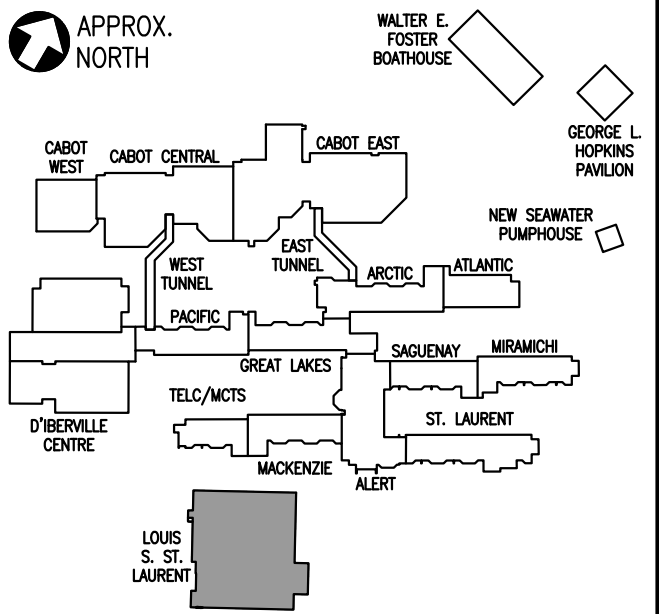 APPROX.
NORTH
WALTER E.
FOSTER
BOATHOUSE
GEORGE L.
HOPKINS
PAVILION
CABOT
WEST
CABOT CENTRAL
CABOT EAST
NEW SEAWATER
PUMPHOUSE
WEST
TUNNEL
EAST
TUNNEL
ARCTIC
ATLANTIC
PACIFIC
GREAT LAKES
SAGUENAY
MIRAMICHI
D'IBERVILLE
CENTRE
TELC/MCTS
MACKENZIE
ST. LAURENT
ALERT
LOUIS
S. ST.
LAURENT